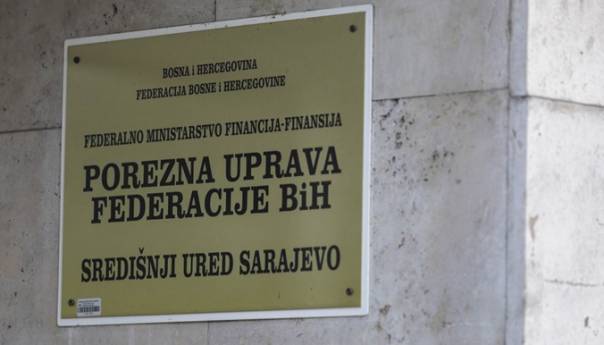 BOSNA i HERCEGOVINA
FEDERACIJA BOSNE i HERCEGOVINE
FEDERALNO MINISTARSTVO FINANCIJA-FINANSIJA
POREZNA UPRAVA
FEDERACIJE BiH
SREDIŠNJI URED SARAJEVO